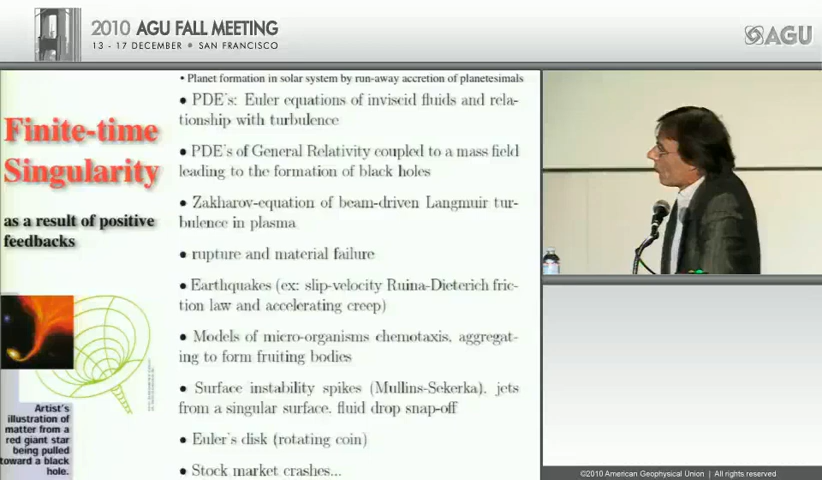 2010 AGU FALL MEETING
13 - 17 DECEMBER • SAN FRANCISCO
AGU
Finite-time
Singularity
as a result of positive
feedbacks
Artist's
illustration of
matter from a
red giant star
being pulled
toward a black
hole.
• Planet formation in solar system by run-away accretion of planetesimals
• PDE's: Euler equations of inviscid fluids and rela-
tionship with turbulence
• PDE's of General Relativity coupled to a mass field
leading to the formation of black holes
• Zakharov-equation of beam-driven Langmuir tur-
bulence in plasma
• rupture and material failure
• Earthquakes (ex: slip-velocity Ruina-Dieterich fric-
tion law and accelerating creep)
• Models of micro-organisms chemotaxis, aggregat-
ing to form fruiting bodies
• Surface instability spikes (Mullins-Sekerka), jets
from a singular surface, fluid drop snap-off
• Euler's disk (rotating coin)
• Stock market crashes...
©2010 American Geophysical Union | All rights reserved